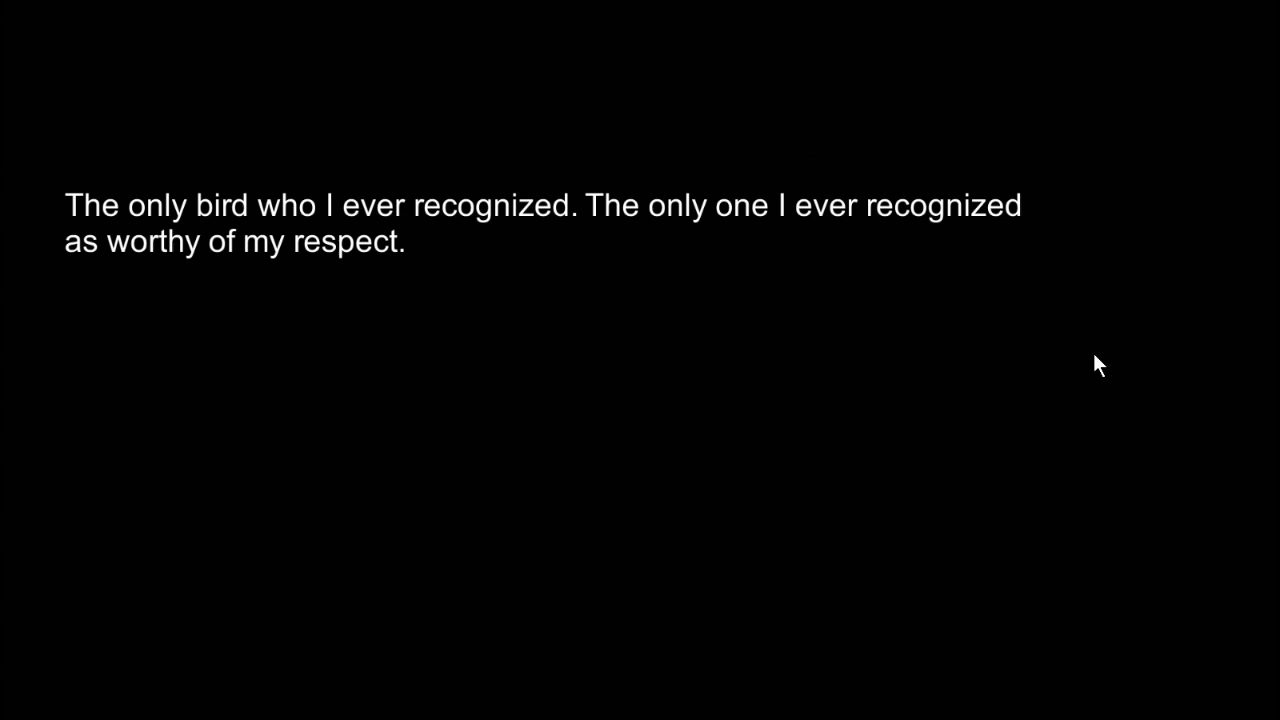 The only bird who I ever recognized. The only one I ever recognized
as worthy of my respect.